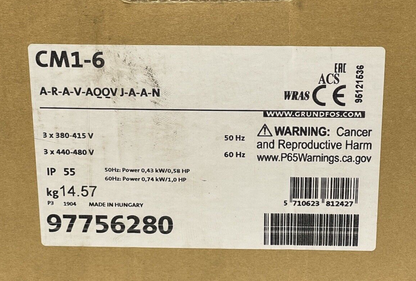 CM1-6
A-R-A-V-AQQV J-A-A-N
EAC
ACS
WRAS CE
95121536
WWW.GRUNDFOS.COM
WARNING: Cancer
and Reproductive Harm
www.P65Warnings.ca.gov
3 x 380-415 V 50 Hz
3 x 440-480 V 60 Hz
IP 55
50Hz: Power 0,43 kW/0,58 HP
60Hz: Power 0,74 kW/1,0 HP
kg 14.57
P3 1904 MADE IN HUNGARY
97756280
5 710623 812427